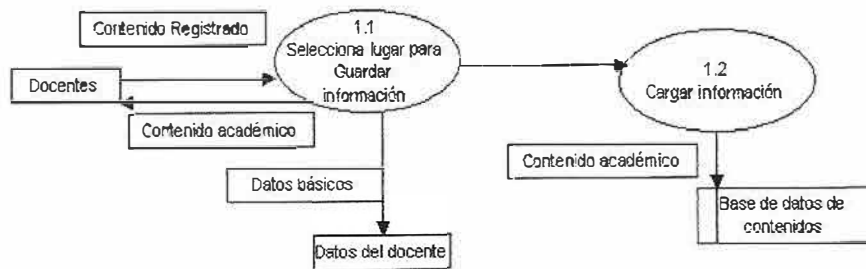 Contenido Registrado
1.1
Selecciona lugar para
Guardar
información
Docentes
1.2
Cargar información
Contenido académico
Contenido académico
Datos básicos
Base de datos de
contenidos
Datos del docente